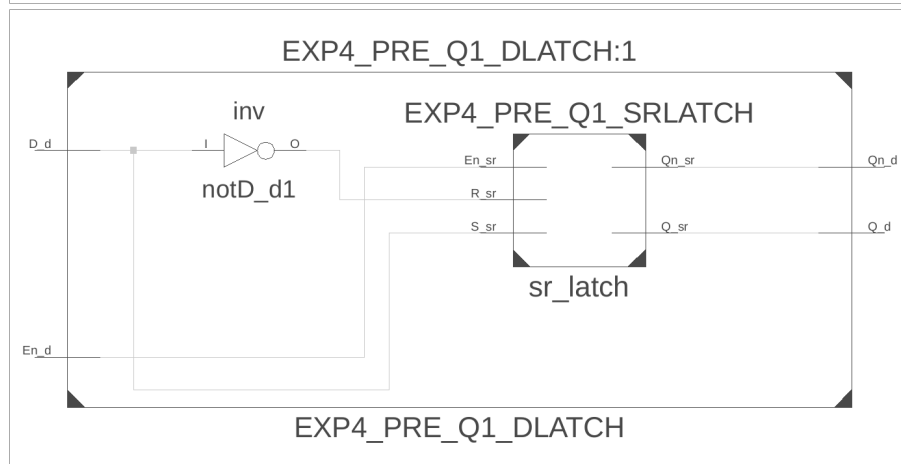 EXP4_PRE_Q1_DLATCH:1
inv
EXP4_PRE_Q1_SRLATCH
D_d
I
O
En_sr
Qn_sr
Qn_d
notD_d1
R_sr
S_sr
Q_sr
Q_d
sr_latch
En_d
EXP4_PRE_Q1_DLATCH